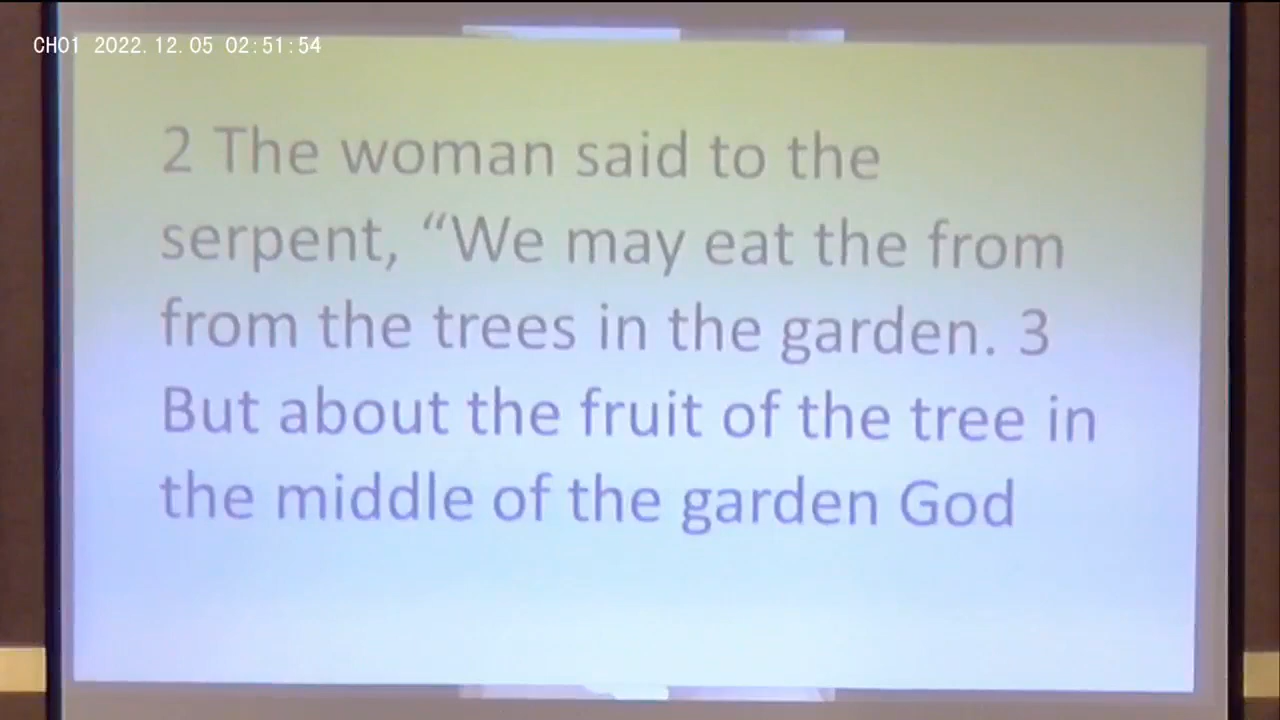 CH01 2022.12.05 02:51:54
2 The woman said to the
serpent, “We may eat the from
from the trees in the garden. 3
But about the fruit of the tree in
the middle of the garden God